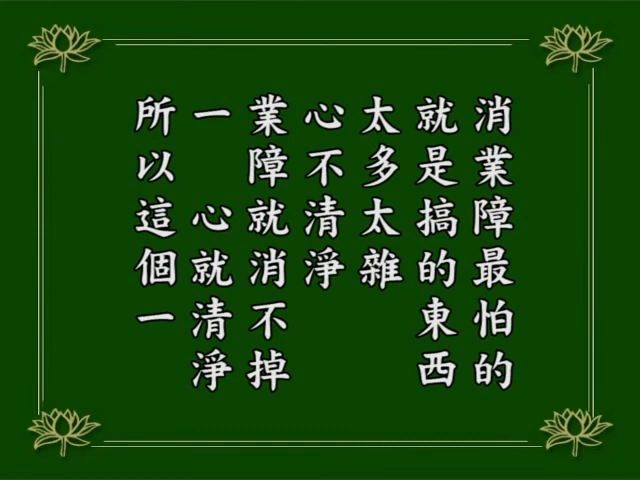 消業障最怕的
就是搞的東西
太多太雜
心不清淨
業障就消不掉
一 心就清淨
所以這個一